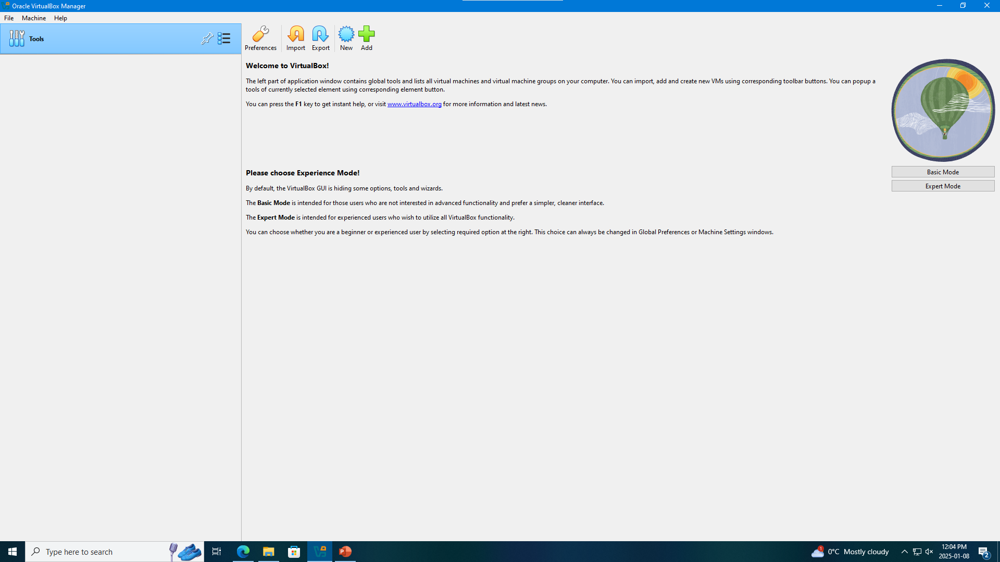 Oracle VirtualBox Manager
File Machine Help
Tools
Preferences Import Export New Add
Welcome to VirtualBox!
The left part of application window contains global tools and lists all virtual machines and virtual machine groups on your computer. You can import, add and create new VMs using corresponding toolbar buttons. You can popup a
tools of currently selected element using corresponding element button.
You can press the F1 key to get instant help, or visit www.virtualbox.org for more information and latest news.
Please choose Experience Mode!
By default, the VirtualBox GUI is hiding some options, tools and wizards.
The Basic Mode is intended for those users who are not interested in advanced functionality and prefer a simpler, cleaner interface.
The Expert Mode is intended for experienced users who wish to utilize all VirtualBox functionality.
You can choose whether you are a beginner or experienced user by selecting required option at the right. This choice can always be changed in Global Preferences or Machine Settings windows.
Basic Mode
Expert Mode
Type here to search
P
1
0°C Mostly cloudy
12:04 PM
2025-01-08
2